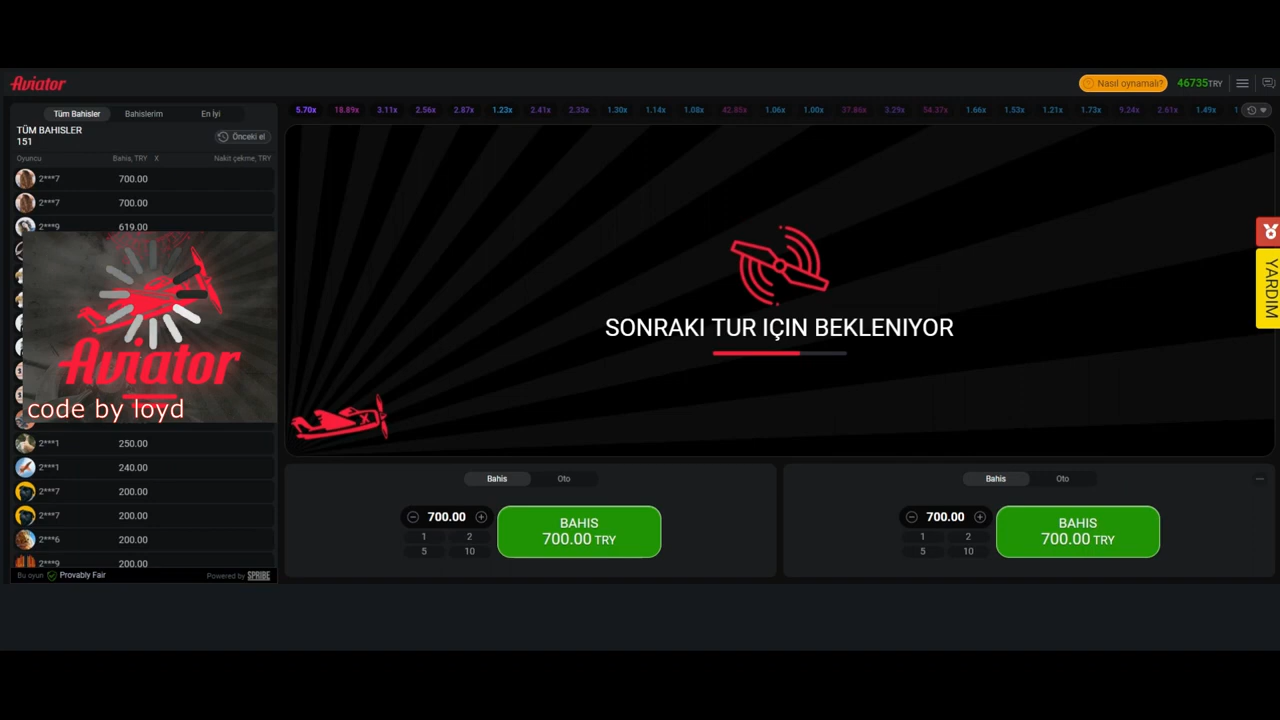 Aviator
Nasıl oynamalı?
46735 TRY
Tüm Bahisler Bahislerim En İyi
5.70x 18.89x 3.11x 2.56x 2.87x 1.23x 2.41x 2.33x 1.30x 1.14x 1.08x 42.85x 1.06x 1.00x 37.86x 3.29x 54.37x 1.66x 1.53x 1.21x 1.73x 9.24x 2.61x 1.49x
TÜM BAHISLER
151
Önceki el
Oyuncu Bahis, TRY X Nakit çekme, TRY
2***7 700.00
2***7 700.00
2***9 619.00
Aviator
code by loyd
2***1 250.00
2***1 240.00
2***7 200.00
2***7 200.00
2***6 200.00
2***9 200.00
Bu oyun Provably Fair Powered by SPRIBE
SONRAKI TUR IÇIN BEKLENIYOR
X
YARDIM
Bahis Oto
700.00
1 2
5 10
BAHIS
700.00 TRY
Bahis Oto
700.00
1 2
5 10
BAHIS
700.00 TRY